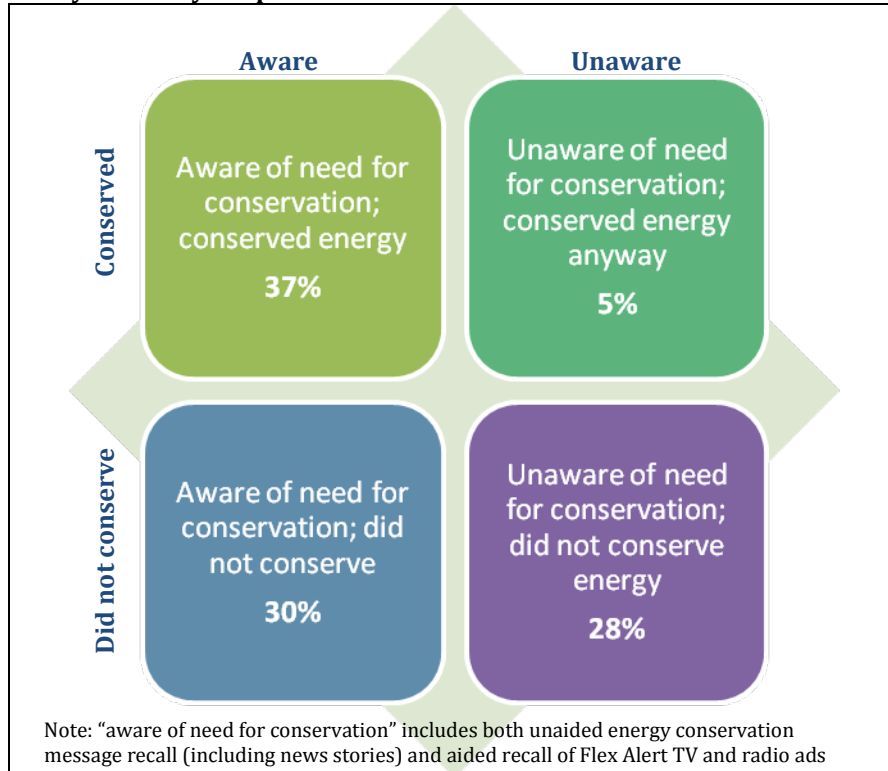 Aware
Unaware
Conserved
Aware of need for
conservation;
conserved energy
37%
Unaware of need
for conservation;
conserved energy
anyway
5%
Did not conserve
Aware of need for
conservation; did
not conserve
30%
Unaware of need
for conservation;
did not conserve
energy
28%
Note: “aware of need for conservation” includes both unaided energy conservation
message recall (including news stories) and aided recall of Flex Alert TV and radio ads